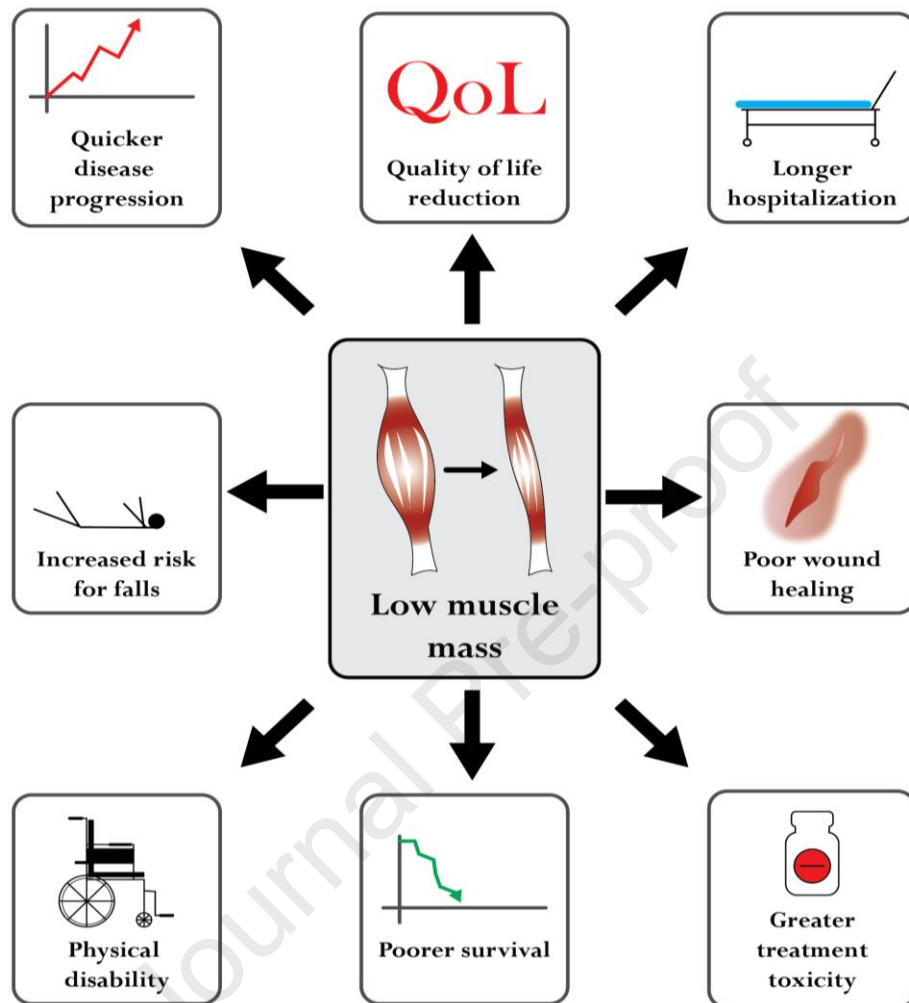 Quicker
disease
progression
QoL
Quality of life
reduction
Longer
hospitalization
Increased risk
for falls
Low muscle
mass
Poor wound
healing
Physical
disability
Poorer survival
Greater
treatment
toxicity
Journal Pre-proof